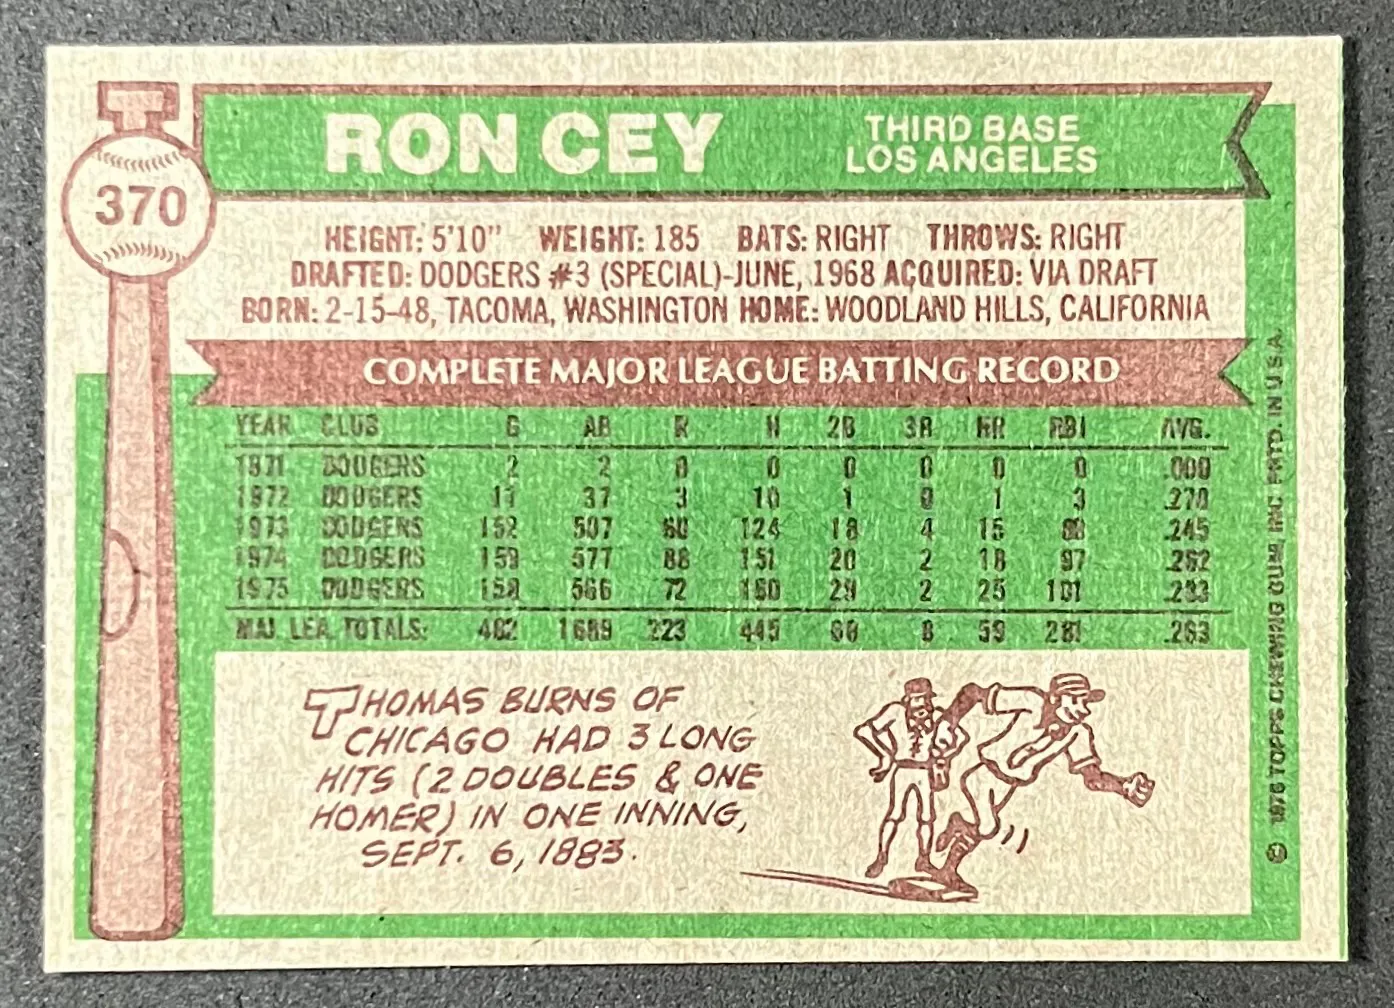 370
RON CEY
THIRD BASE
LOS ANGELES
HEIGHT: 5'10" WEIGHT: 185 BATS: RIGHT THROWS: RIGHT
DRAFTED: DODGERS #3 (SPECIAL)-JUNE, 1968 ACQUIRED: VIA DRAFT
BORN: 2-15-48, TACOMA, WASHINGTON HOME: WOODLAND HILLS, CALIFORNIA
COMPLETE MAJOR LEAGUE BATTING RECORD
YEAR CLUB G AB R H 2B 3B HR RBI AVG.
1971 DODGERS 2 2 0 0 0 0 0 0 .000
1972 DODGERS 11 37 3 10 1 0 1 3 .270
1973 DODGERS 152 507 60 124 18 4 15 80 .245
1974 DODGERS 159 577 88 151 20 2 18 97 .262
1975 DODGERS 158 566 72 160 29 2 25 101 .283
MAJ. LEA. TOTALS: 482 1689 223 445 68 8 59 281 .263
THOMAS BURNS OF
CHICAGO HAD 3 LONG
HITS (2 DOUBLES & ONE
HOMER) IN ONE INNING,
SEPT. 6, 1883.
© 1976 TOPPS CHEWING GUM, INC. PRTD. IN U.S.A.